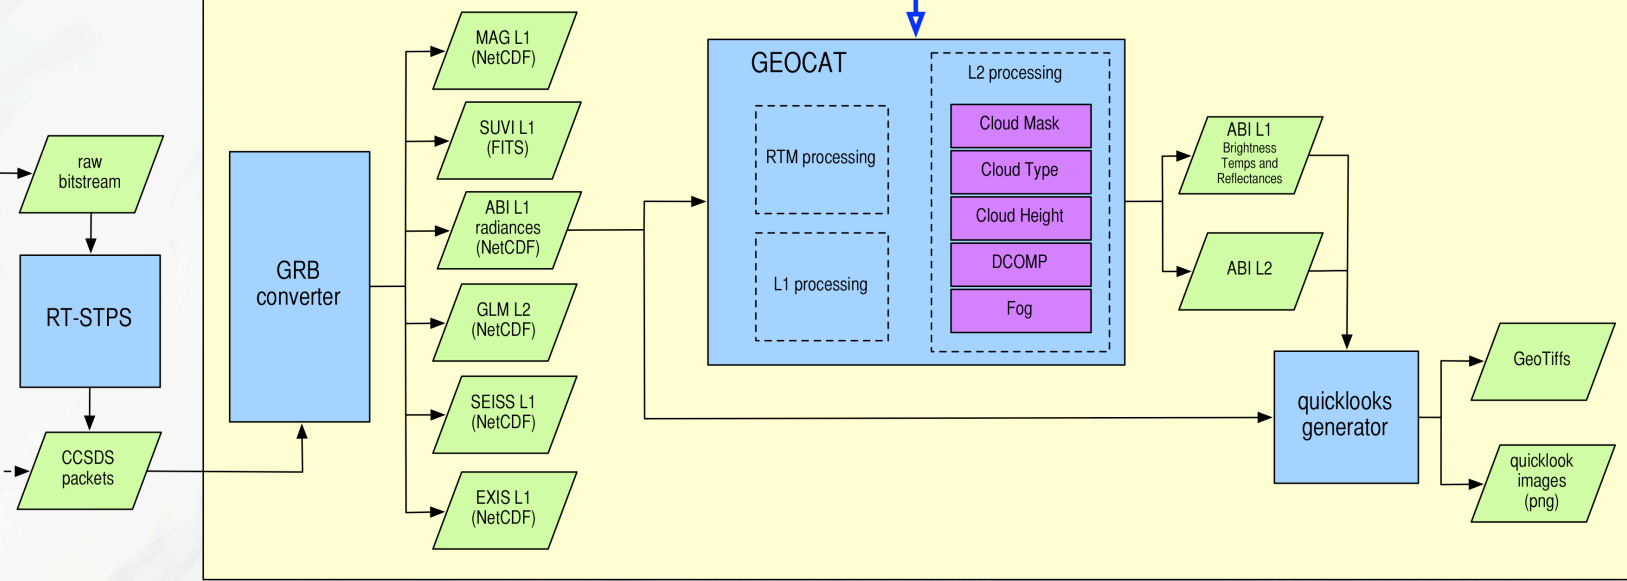 raw
bitstream
RT-STPS
CCSDS
packets
GRB
converter
MAG L1
(NetCDF)
SUVI L1
(FITS)
ABI L1
radiances
(NetCDF)
GLM L2
(NetCDF)
SEISS L1
(NetCDF)
EXIS L1
(NetCDF)
GEOCAT
RTM processing
L1 processing
L2 processing
Cloud Mask
Cloud Type
Cloud Height
DCOMP
Fog
ABI L1
Brightness
Temps and
Reflectances
ABI L2
quicklooks
generator
GeoTiffs
quicklook
images
(png)